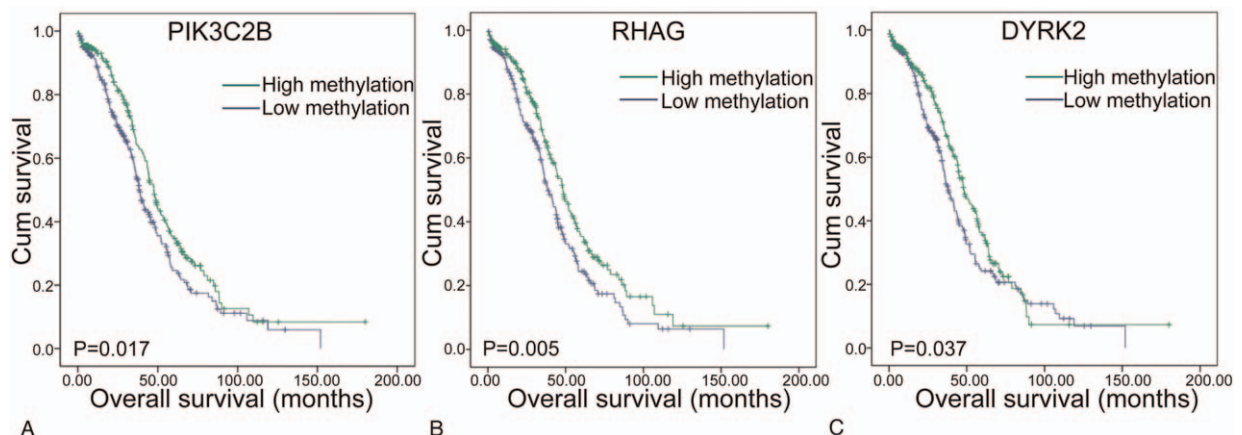 PIK3C2B
High methylation
Low methylation
Cum survival
1.0
0.8
0.6
0.4
0.2
0.0
P=0.017
.00 50.00 100.00 150.00 200.00
Overall survival (months)
A
RHAG
High methylation
Low methylation
Cum survival
1.0
0.8
0.6
0.4
0.2
0.0
P=0.005
.00 50.00 100.00 150.00 200.00
Overall survival (months)
B
DYRK2
High methylation
Low methylation
Cum survival
1.0
0.8
0.6
0.4
0.2
0.0
P=0.037
.00 50.00 100.00 150.00 200.00
Overall survival (months)
C